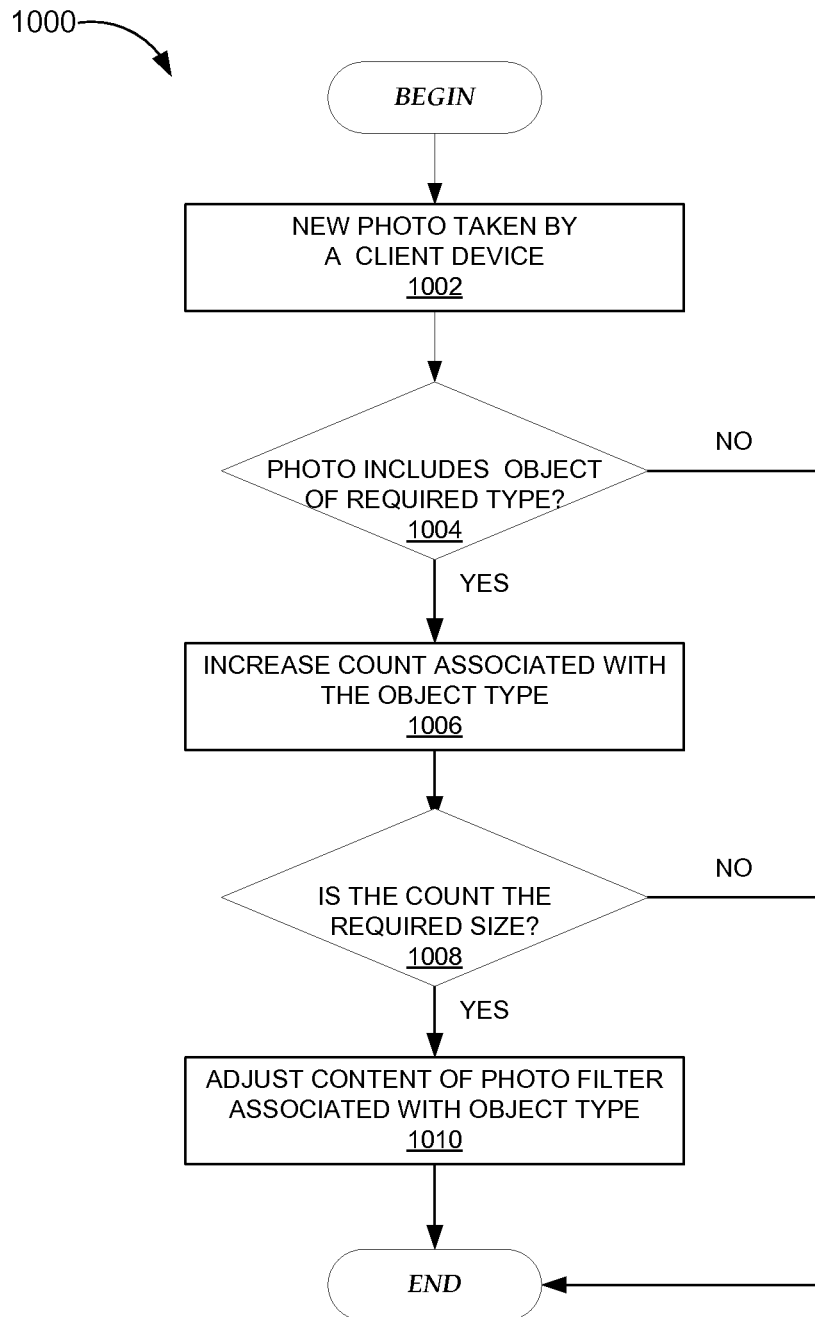 1000
BEGIN
NEW PHOTO TAKEN BY
A CLIENT DEVICE
1002
PHOTO INCLUDES OBJECT
OF REQUIRED TYPE?
1004
NO
YES
INCREASE COUNT ASSOCIATED WITH
THE OBJECT TYPE
1006
IS THE COUNT THE
REQUIRED SIZE?
1008
NO
YES
ADJUST CONTENT OF PHOTO FILTER
ASSOCIATED WITH OBJECT TYPE
1010
END